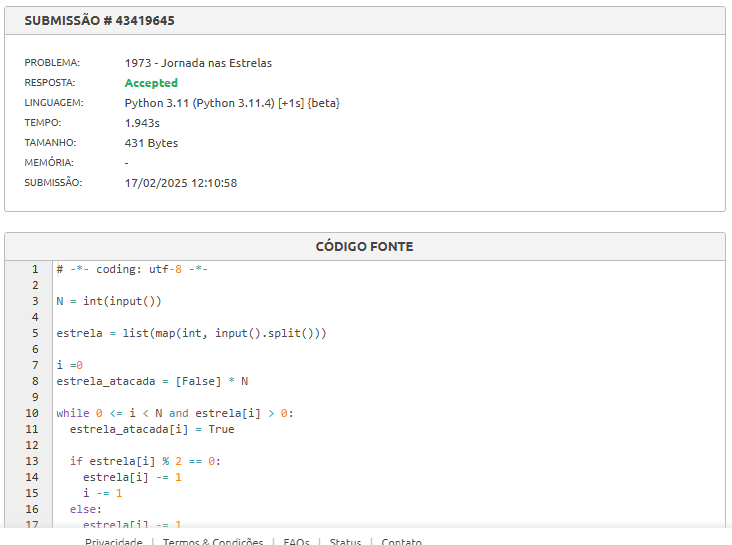 SUBMISSÃO # 43419645
PROBLEMA: 1973 - Jornada nas Estrelas
RESPOSTA: Accepted
LINGUAGEM: Python 3.11 (Python 3.11.4) [+1s] {beta}
TEMPO: 1.943s
TAMANHO: 431 Bytes
MEMÓRIA: -
SUBMISSÃO: 17/02/2025 12:10:58
CÓDIGO FONTE
1 # -*- coding: utf-8 -*-
2
3 N = int(input())
4
5 estrela = list(map(int, input().split()))
6
7 i =0
8 estrela_atacada = [False] * N
9
10 while 0 <= i < N and estrela[i] > 0:
11   estrela_atacada[i] = True
12
13   if estrela[i] % 2 == 0:
14     estrela[i] -= 1
15     i -= 1
16   else:
17     estrela[i] -= 1
Privacidade | Termos & Condições | FAQs | Status | Contato